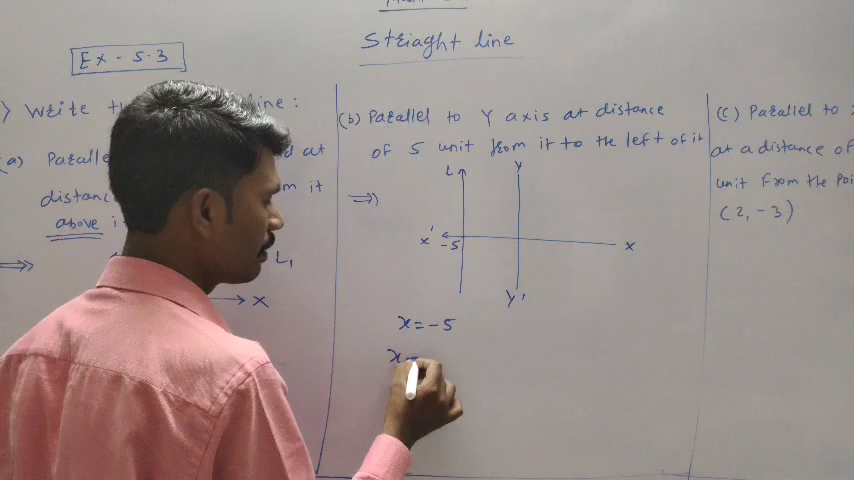 Striaght line
Ex - 5.3
) Write the line:
(a) Paralle d at
distanc m it
above i
⇒ L1
X
(b) Parallel to Y axis at distance
of 5 unit from it to the left of it
⇒ L Y
X' -5 X
Y'
x = -5
x
(c) Parallel to
at a distance of
unit From the Poi
(2, -3)